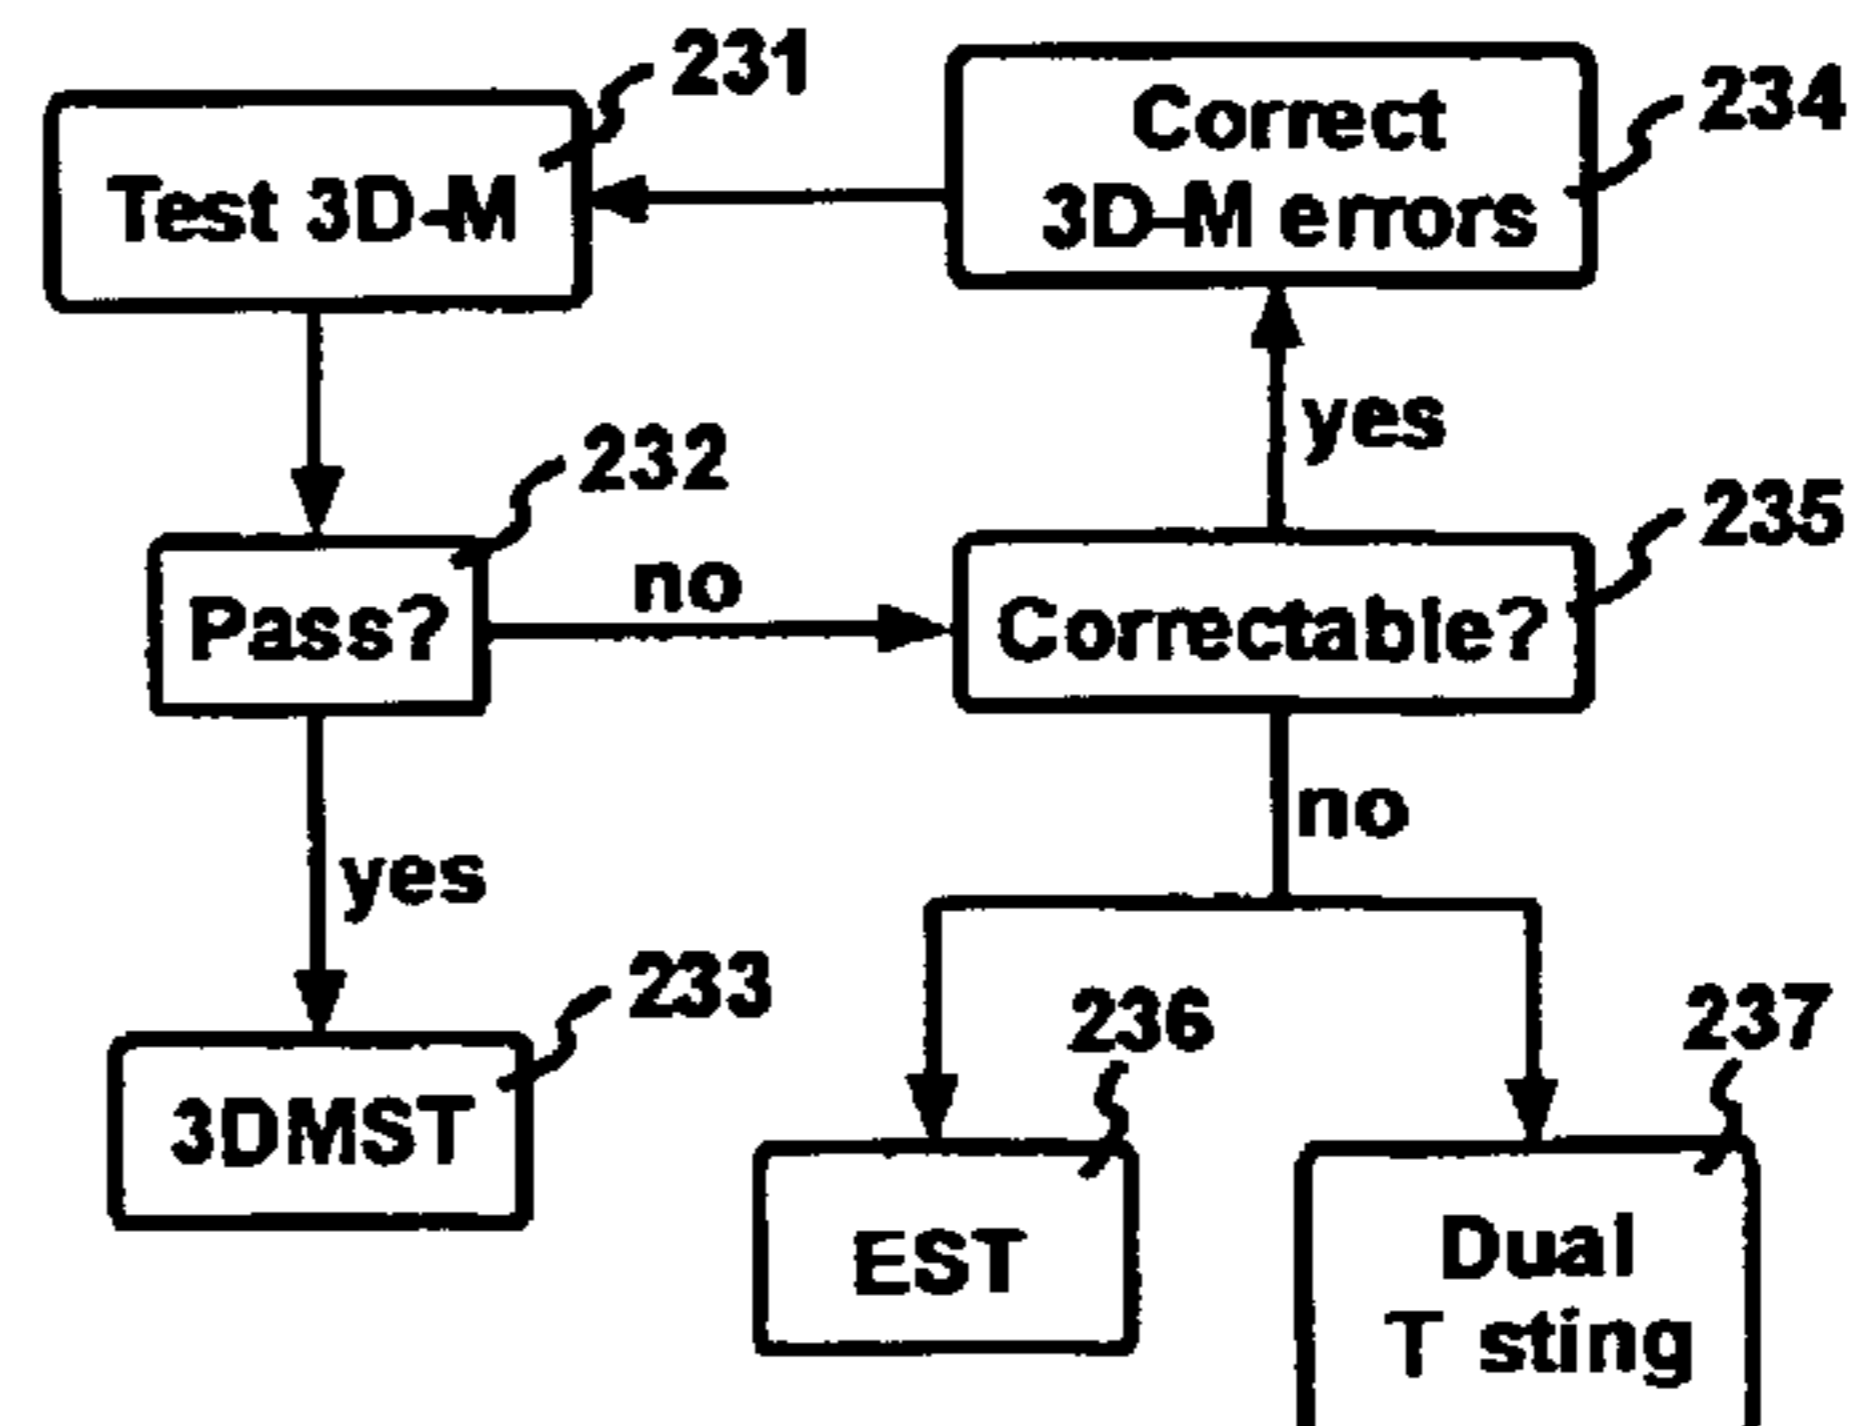 231
Test 3D-M
Correct
3D-M errors
234
232
Pass?
no
yes
Correctable?
235
yes
3DMST
233
no
236
EST
237
Dual
T sting